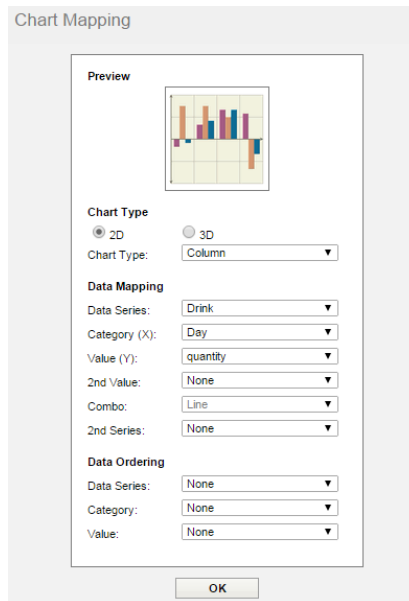 Chart Mapping
Preview
Chart Type
2D 3D
Chart Type: Column
Data Mapping
Data Series: Drink
Category (X): Day
Value (Y): quantity
2nd Value: None
Combo: Line
2nd Series: None
Data Ordering
Data Series: None
Category: None
Value: None
OK